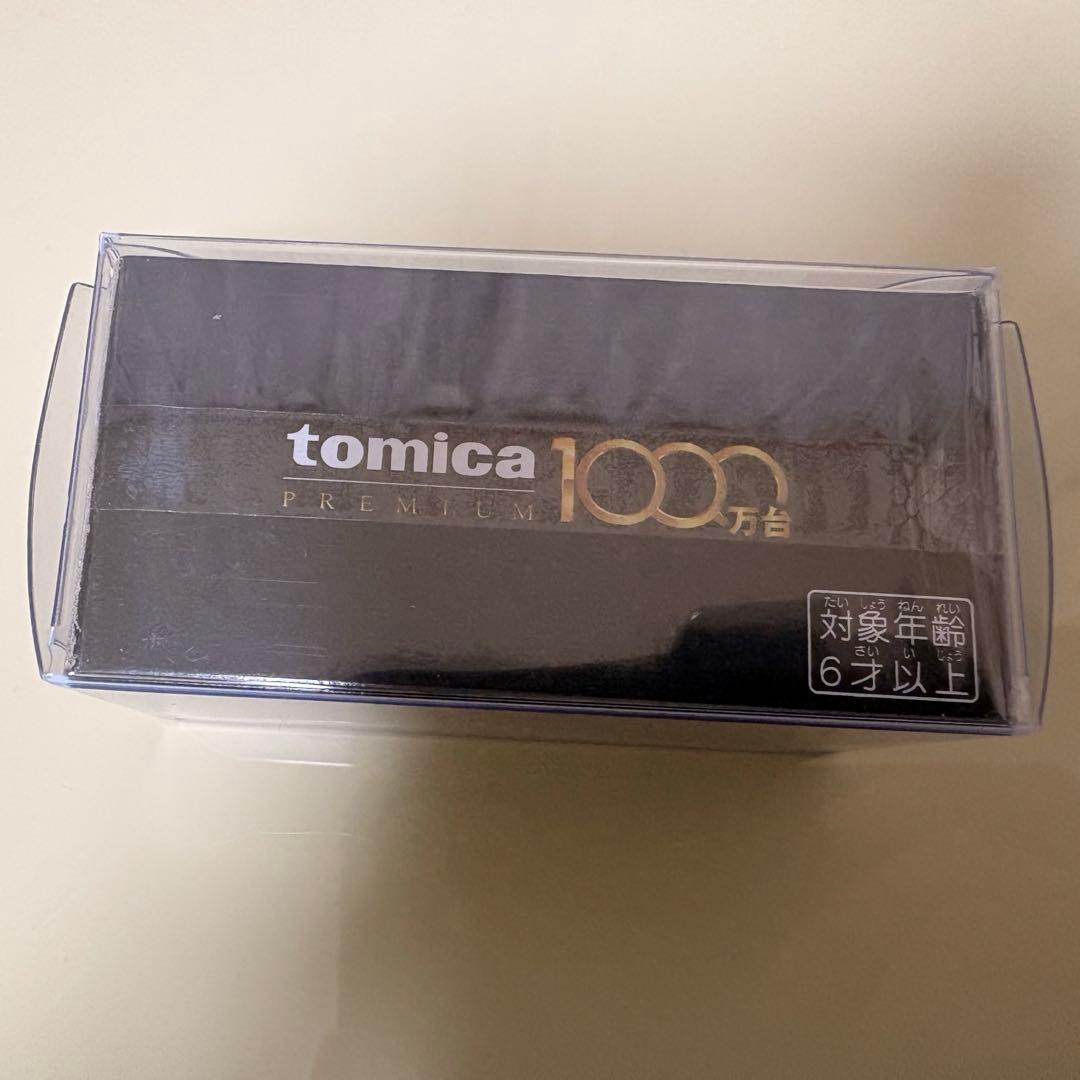 tomica
PREMIUM
1000万台
たいしょうねんれい
対象年齢
さいいじょう
6才以上